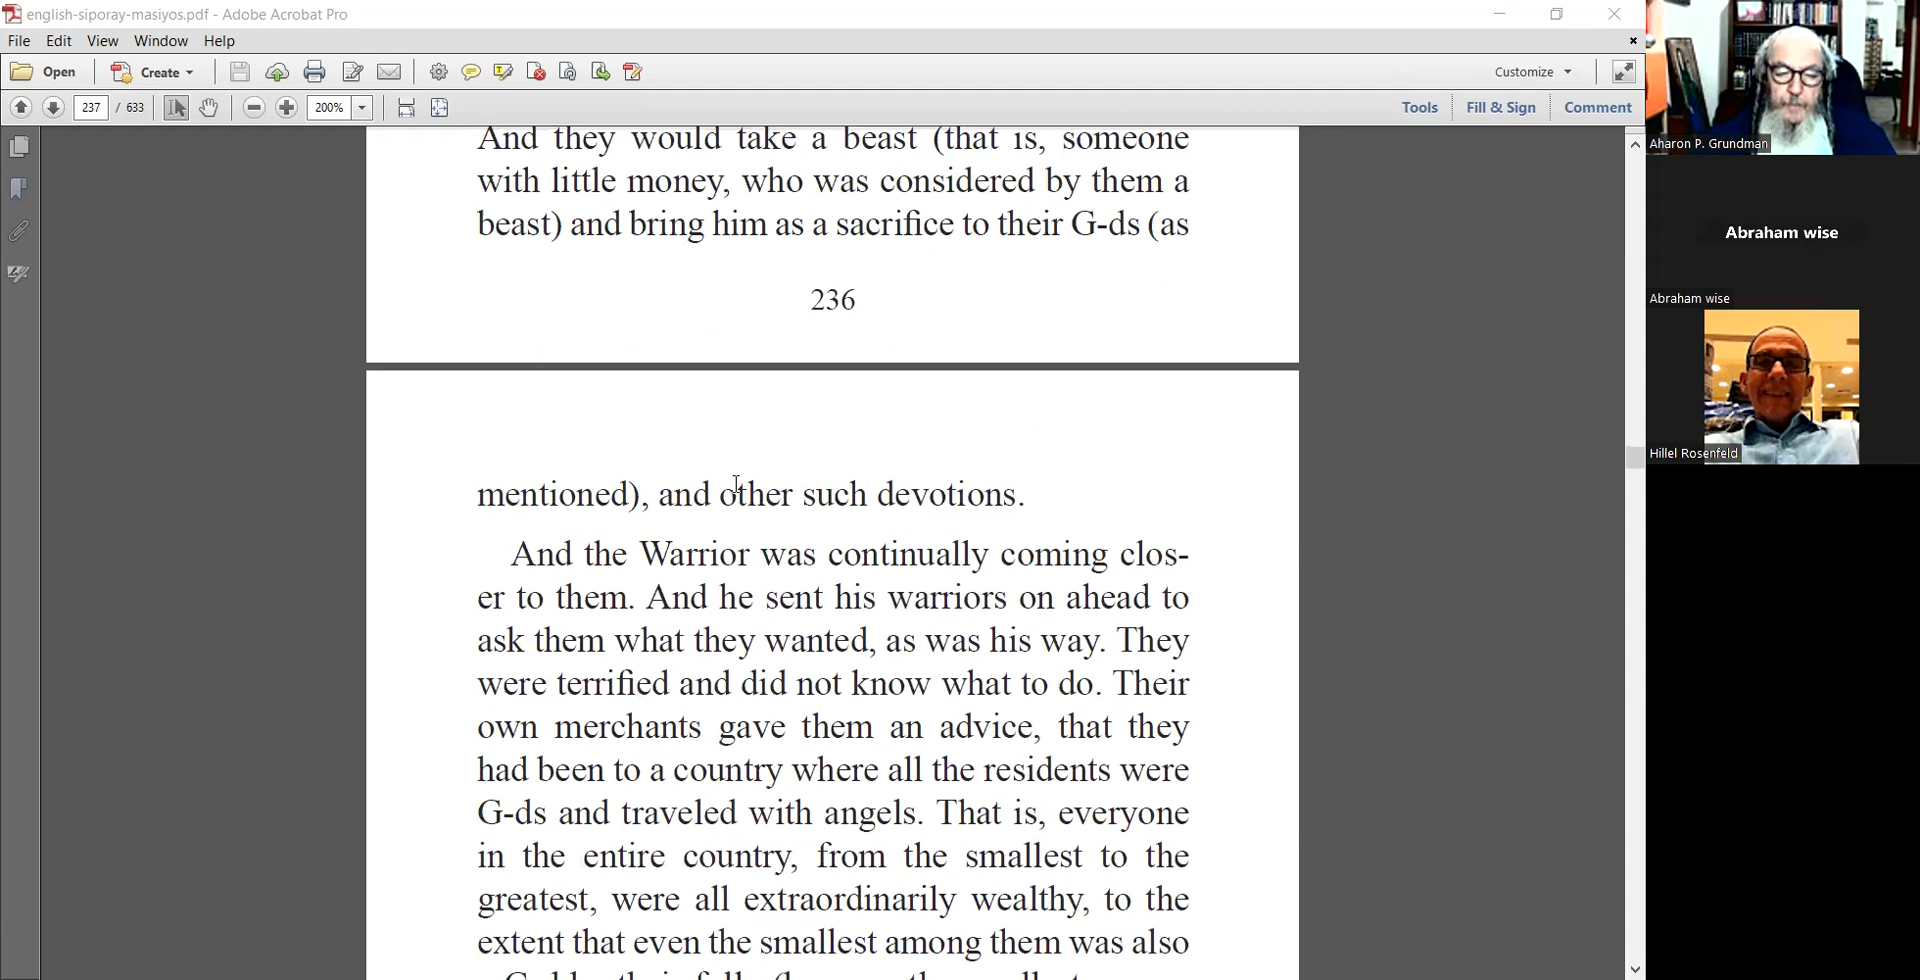 english-siporay-masiyos.pdf - Adobe Acrobat Pro
File Edit View Window Help
Open Create Customize
237 / 633 200% Tools Fill & Sign Comment
And they would take a beast (that is, someone
with little money, who was considered by them a
beast) and bring him as a sacrifice to their G-ds (as
236
mentioned), and other such devotions.
And the Warrior was continually coming clos-
er to them. And he sent his warriors on ahead to
ask them what they wanted, as was his way. They
were terrified and did not know what to do. Their
own merchants gave them an advice, that they
had been to a country where all the residents were
G-ds and traveled with angels. That is, everyone
in the entire country, from the smallest to the
greatest, were all extraordinarily wealthy, to the
extent that even the smallest among them was also
Aharon P. Grundman
Abraham wise
Abraham wise
Hillel Rosenfeld